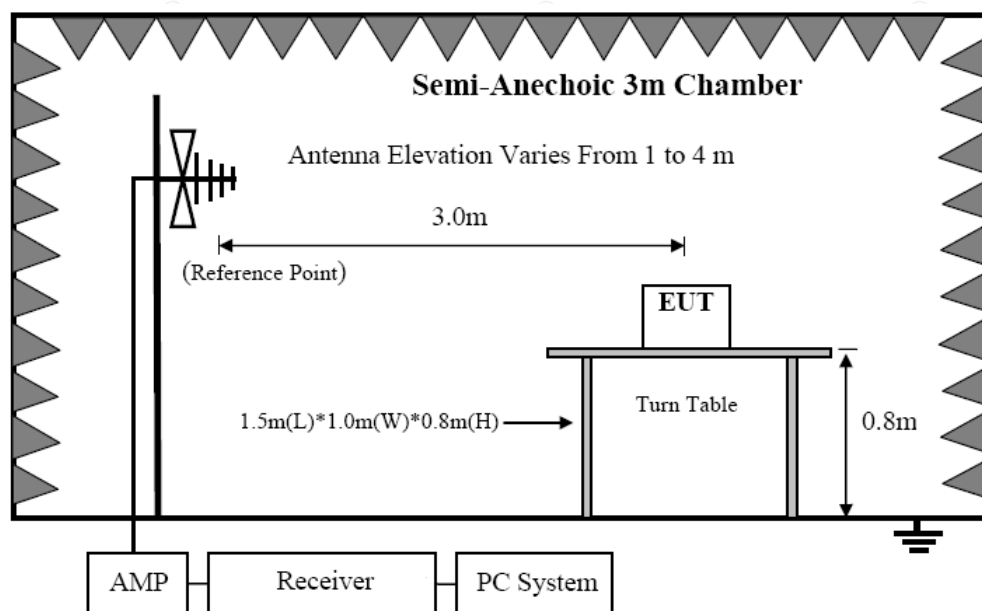 Semi-Anechoic 3m Chamber
Antenna Elevation Varies From 1 to 4 m
3.0m
(Reference Point)
EUT
1.5m(L)*1.0m(W)*0.8m(H)
Turn Table
0.8m
AMP
Receiver
PC System